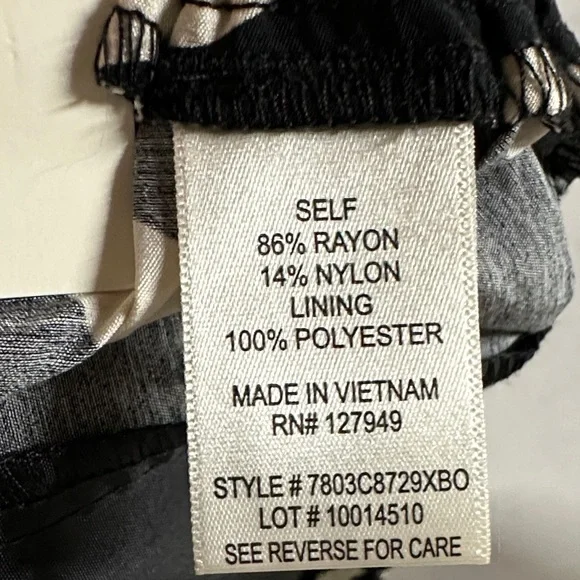 SELF
86% RAYON
14% NYLON
LINING
100% POLYESTER
MADE IN VIETNAM
RN# 127949
STYLE # 7803C8729XBO
LOT # 10014510
SEE REVERSE FOR CARE